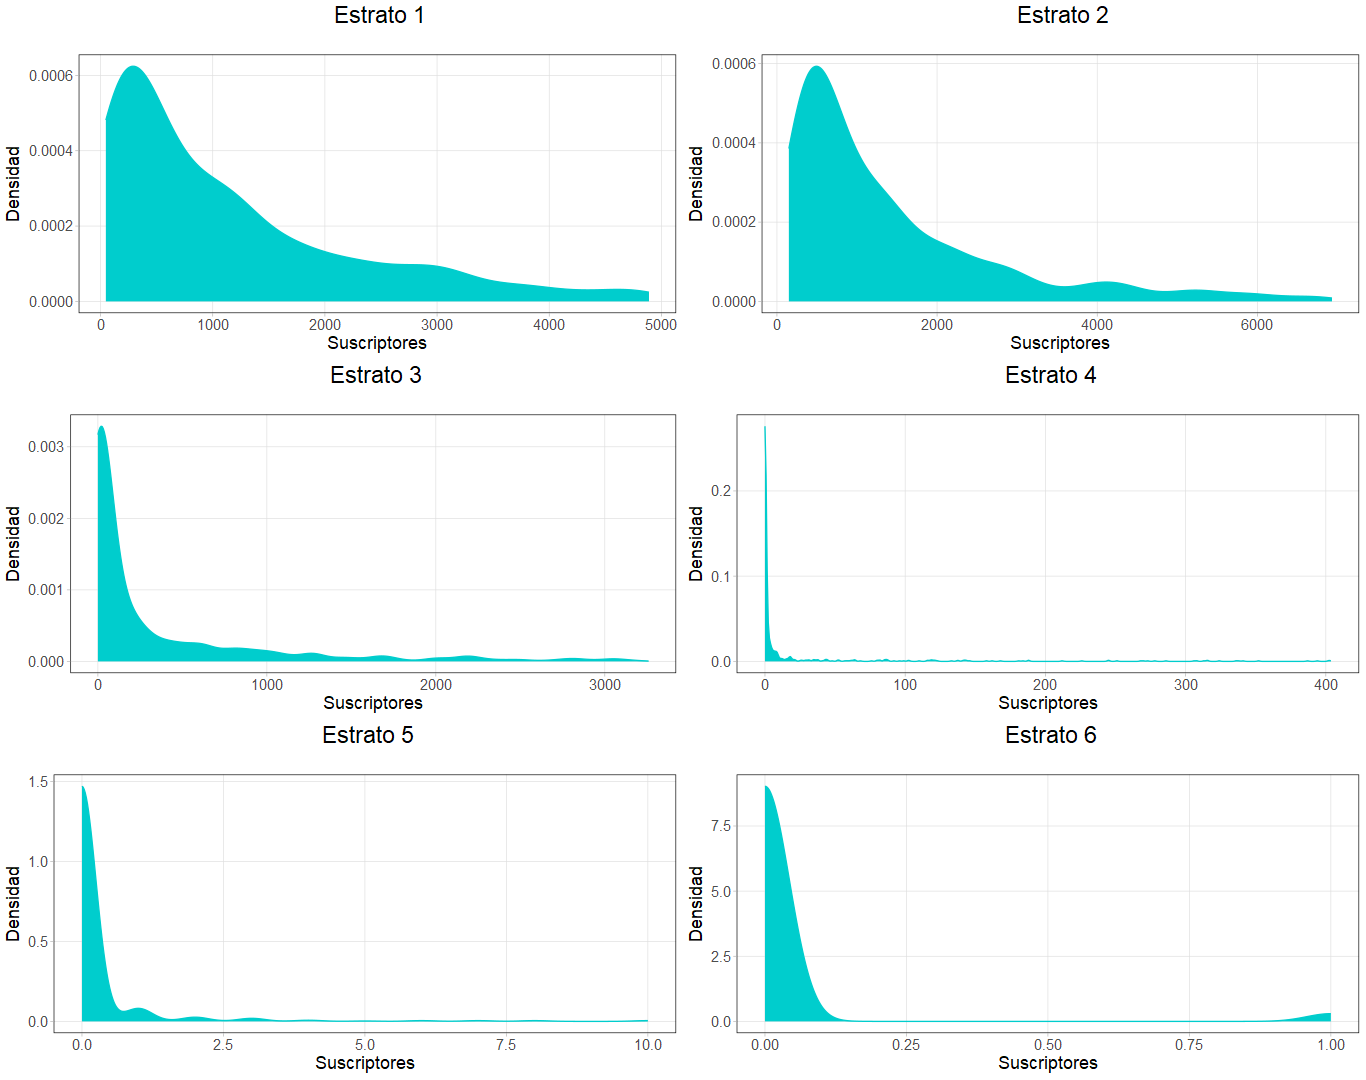 Estrato 1
Densidad
0.0006
0.0004
0.0002
0.0000
0 1000 2000 3000 4000 5000
Suscriptores
Estrato 2
Densidad
0.0006
0.0004
0.0002
0.0000
0 2000 4000 6000
Suscriptores
Estrato 3
Densidad
0.003
0.002
0.001
0.000
0 1000 2000 3000
Suscriptores
Estrato 4
Densidad
0.2
0.1
0.0
0 100 200 300 400
Suscriptores
Estrato 5
Densidad
1.5
1.0
0.5
0.0
0.0 2.5 5.0 7.5 10.0
Suscriptores
Estrato 6
Densidad
7.5
5.0
2.5
0.0
0.00 0.25 0.50 0.75 1.00
Suscriptores